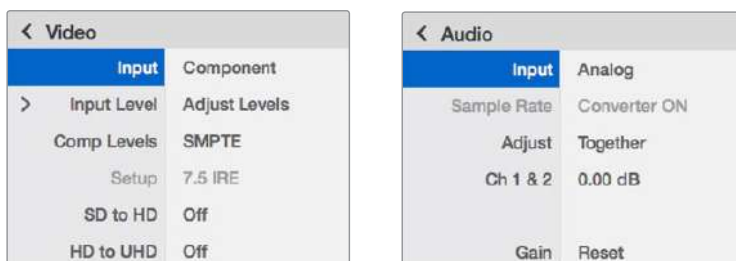 < Video
Input Component
> Input Level Adjust Levels
Comp Levels SMPTE
Setup 7.5 IRE
SD to HD Off
HD to UHD Off
< Audio
Input Analog
Sample Rate Converter ON
Adjust Together
Ch 1 & 2 0.00 dB
Gain Reset